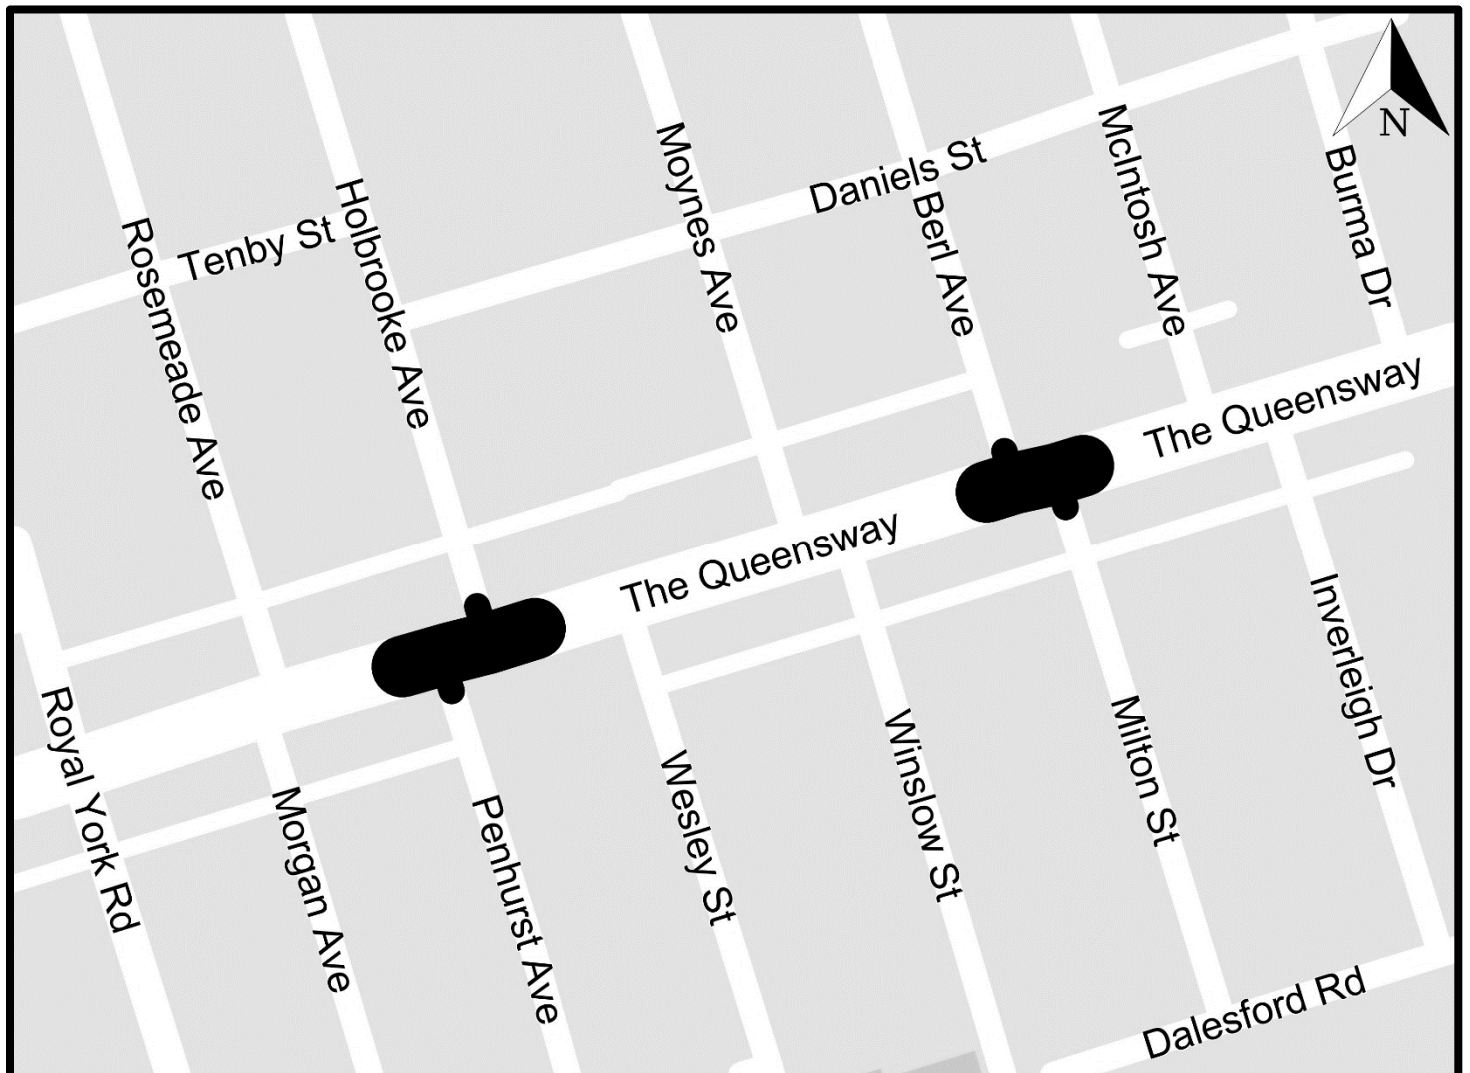 N
Moynes Ave
McIntosh Ave
Daniels St
Burma Dr
Holbrooke Ave
Berl Ave
Rosemeade Ave
Tenby St
The Queensway
The Queensway
Inverleigh Dr
Royal York Rd
Milton St
Winslow St
Wesley St
Morgan Ave
Penhurst Ave
Dalesford Rd